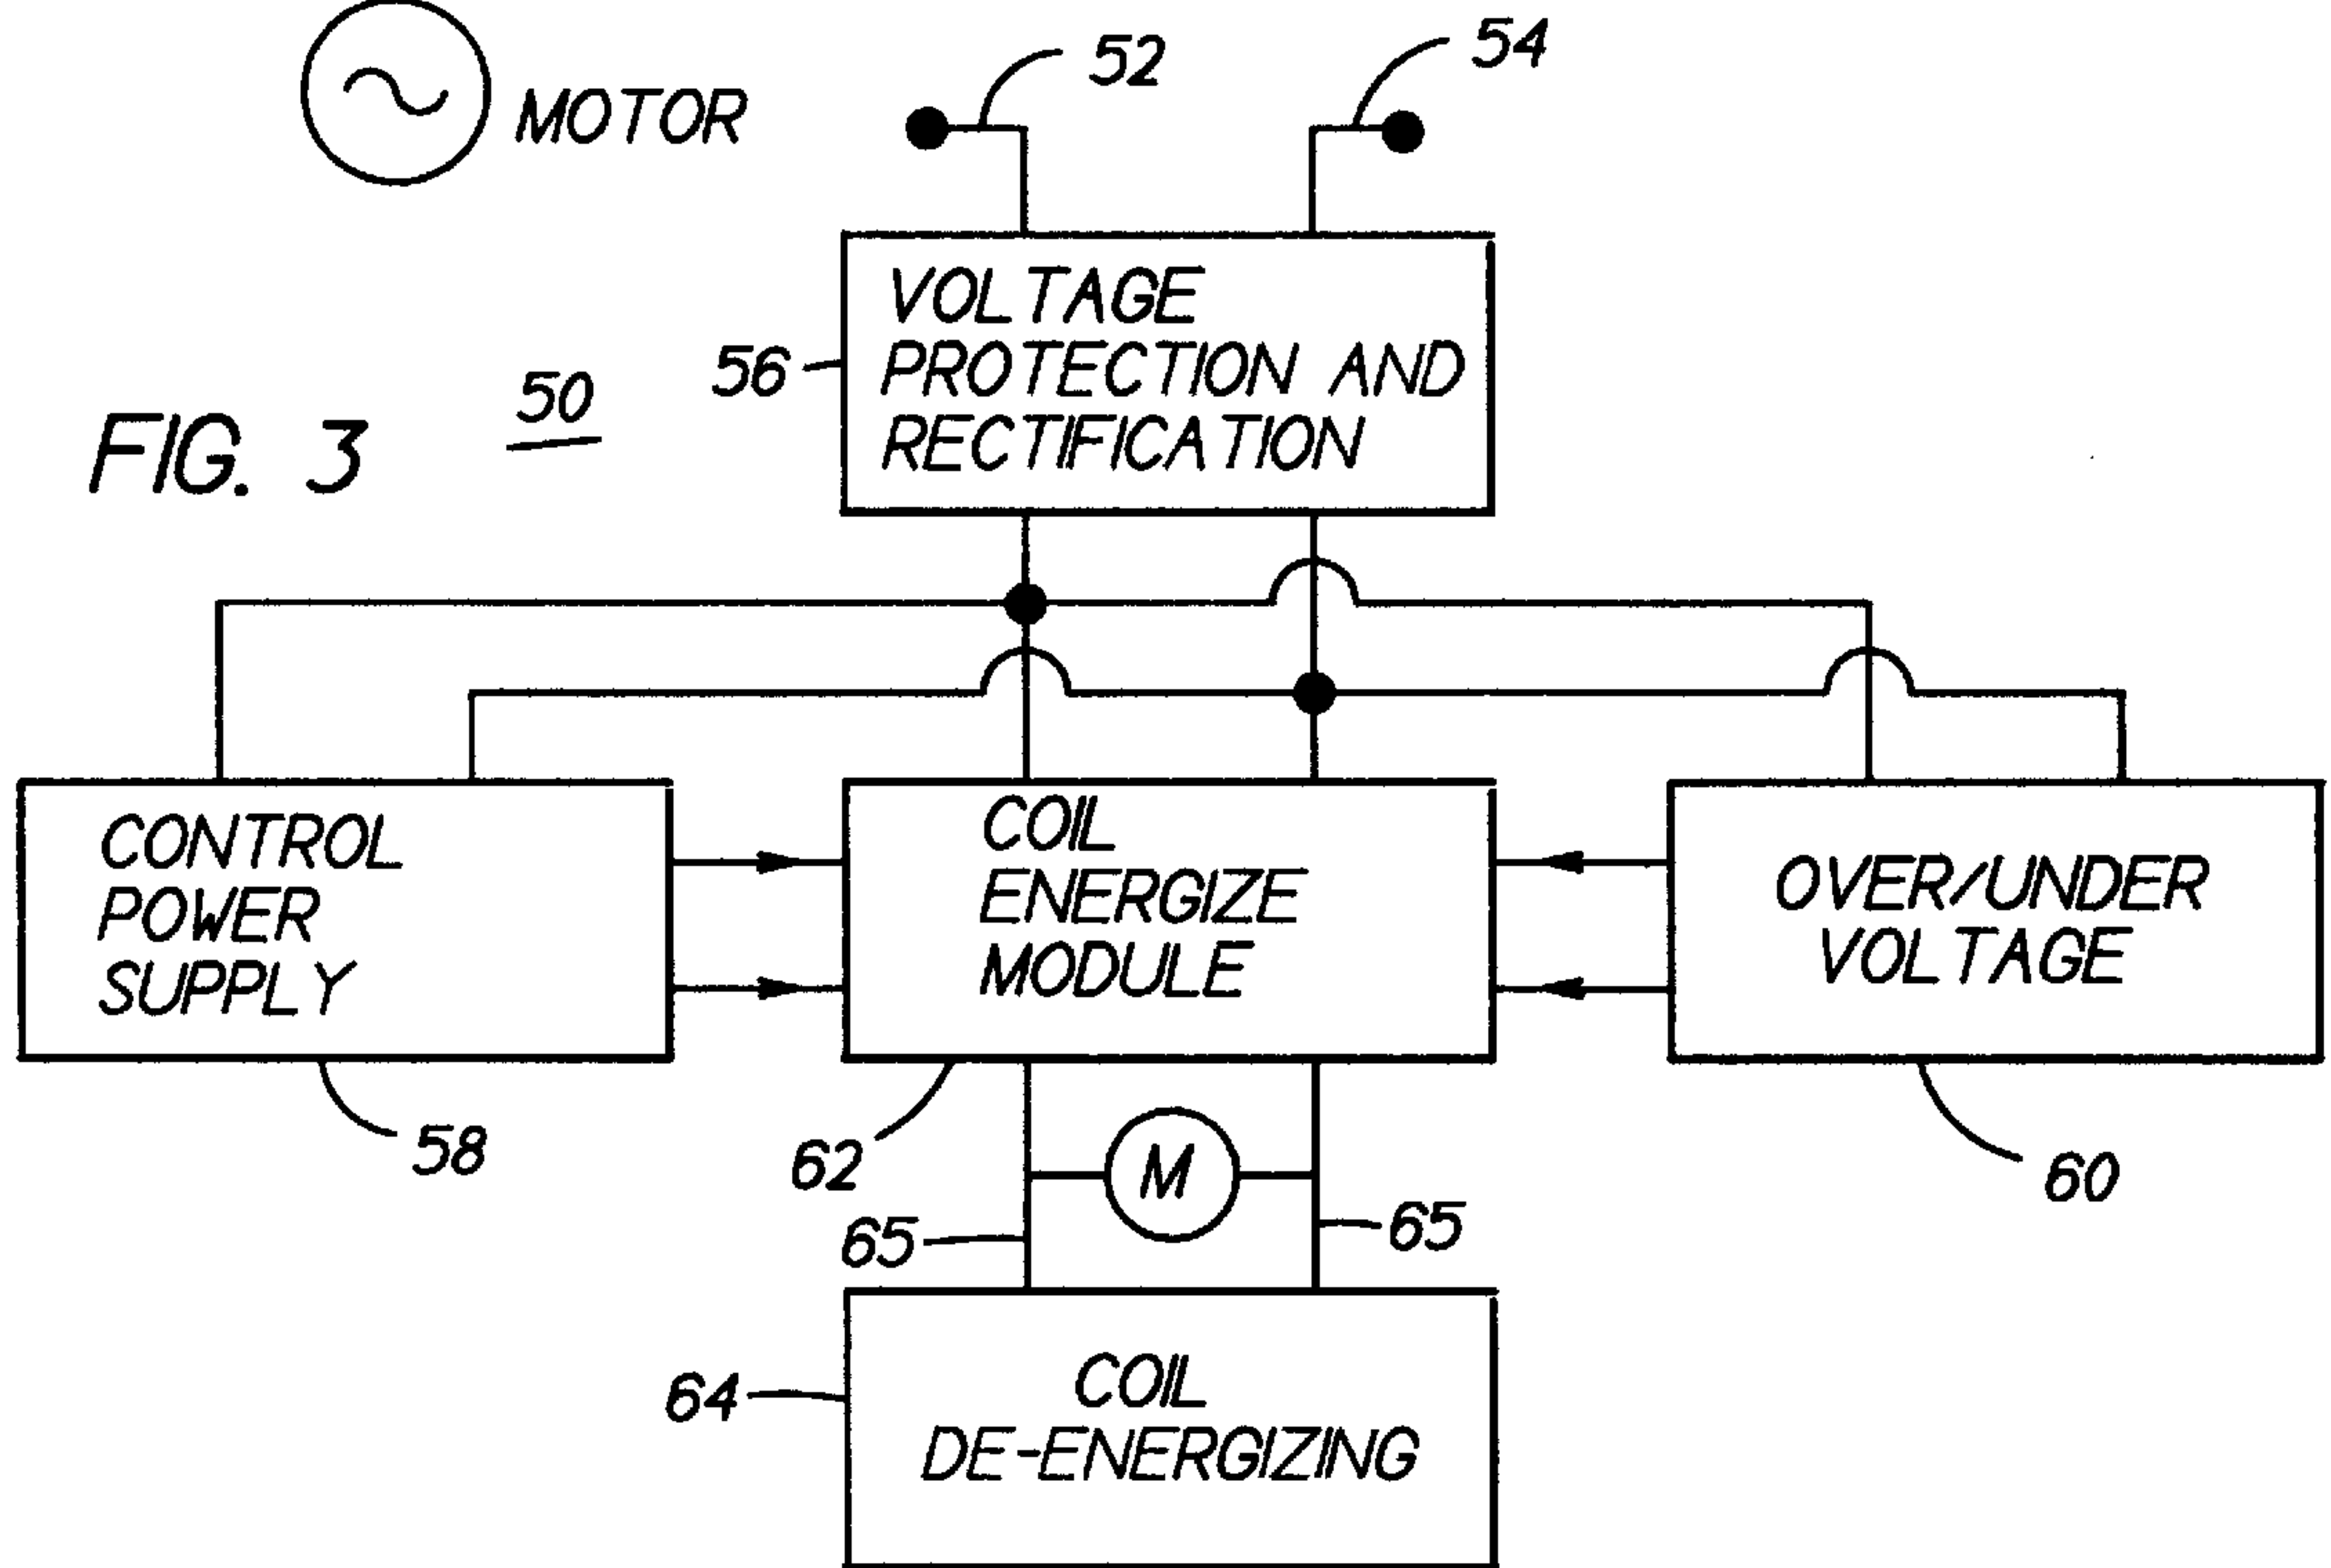 MOTOR
52
54
VOLTAGE
PROTECTION AND
RECTIFICATION
56
50
FIG. 3
CONTROL
POWER
SUPPLY
COIL
ENERGIZE
MODULE
OVER/UNDER
VOLTAGE
58
62
M
60
65
65
64
COIL
DE-ENERGIZING